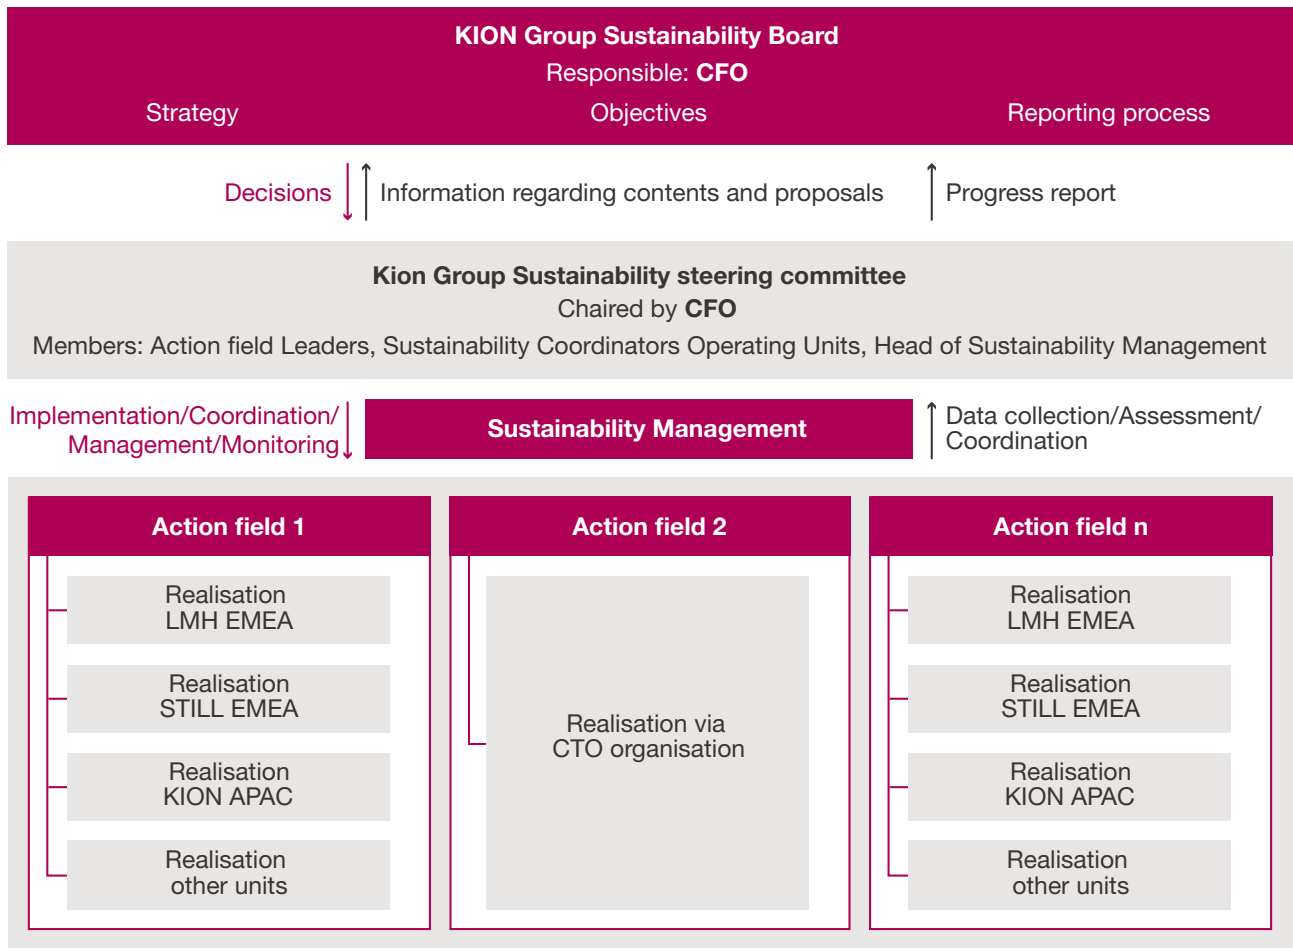 KION Group Sustainability Board
Responsible: CFO
Strategy
Objectives
Reporting process
Decisions
Information regarding contents and proposals
Progress report
Kion Group Sustainability steering committee
Chaired by CFO
Members: Action field Leaders, Sustainability Coordinators Operating Units, Head of Sustainability Management
Implementation/Coordination/
Management/Monitoring
Sustainability Management
Data collection/Assessment/
Coordination
Action field 1
Realisation
LMH EMEA
Realisation
STILL EMEA
Realisation
KION APAC
Realisation
other units
Action field 2
Realisation via
CTO organisation
Action field n
Realisation
LMH EMEA
Realisation
STILL EMEA
Realisation
KION APAC
Realisation
other units